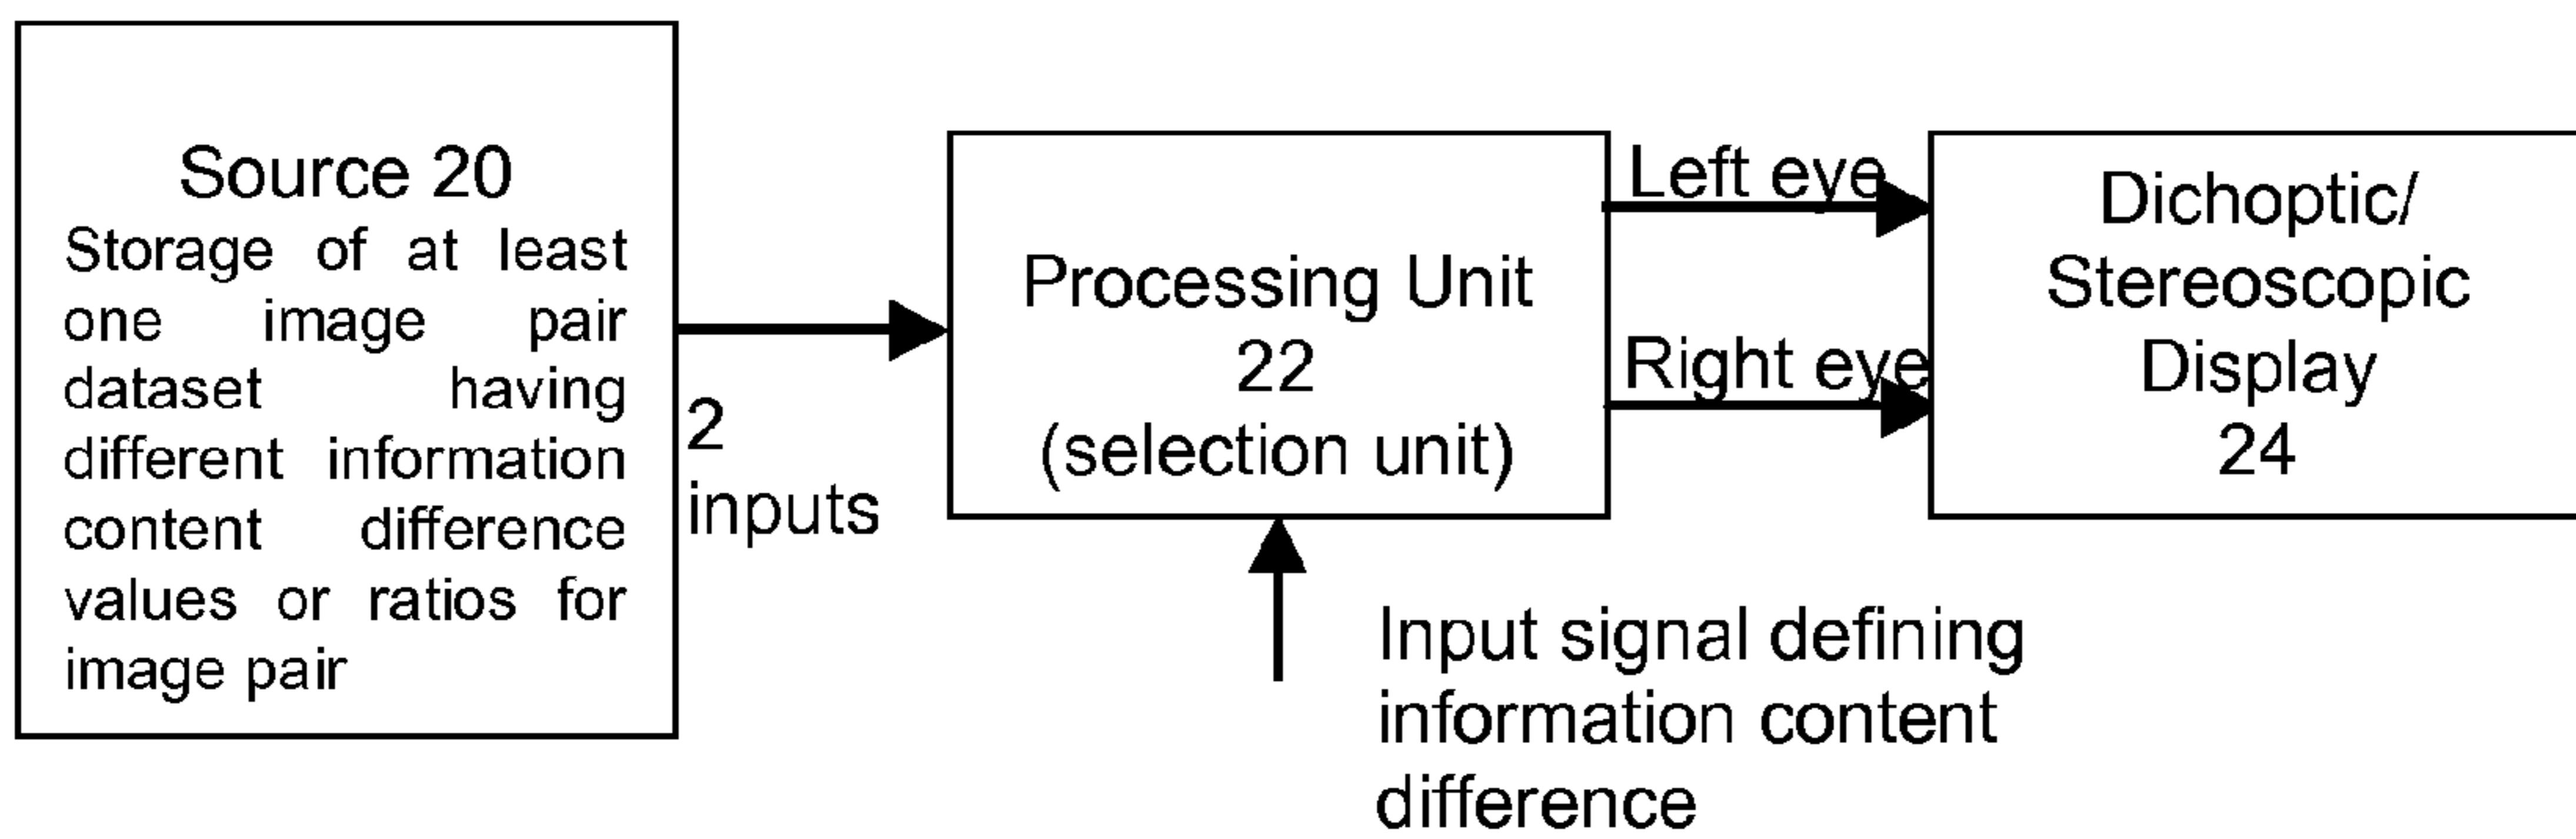 Source 20
Storage of at least
one image pair
dataset having
different information
content difference
values or ratios for
image pair
2
inputs
Processing Unit
22
(selection unit)
Left eye
Right eye
Input signal defining
information content
difference
Dichoptic/
Stereoscopic
Display
24